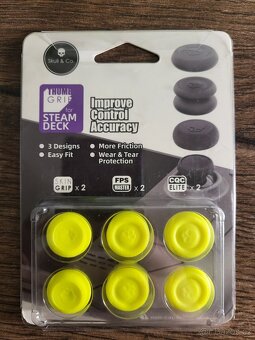 Skull & Co.
THUMB
GRIP
for
STEAM
DECK
Improve
Control
Accuracy
• 3 Designs
• Easy Fit
• More Friction
• Wear & Tear
Protection
SKIN
GRIP x 2
FPS
MASTER x 2
CQC
ELITE x 2